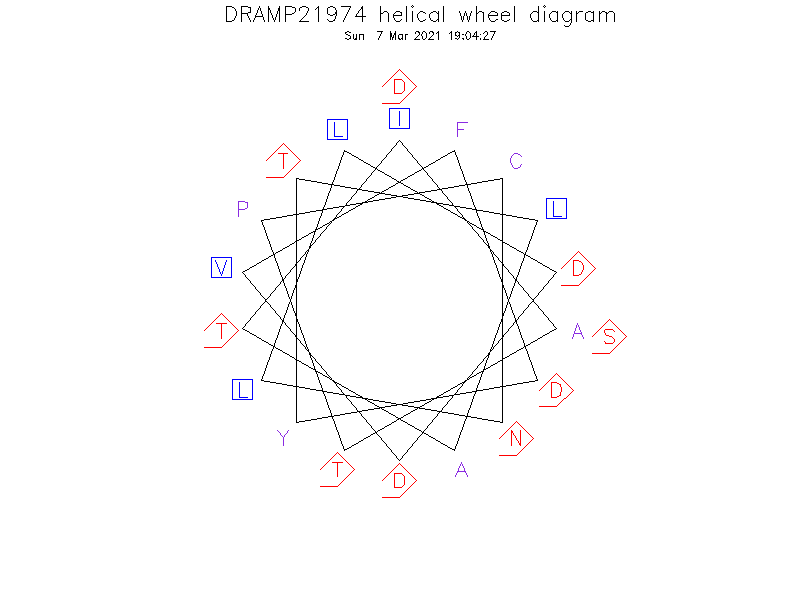 DRAMP21974 helical wheel diagram
Sun 7 Mar 2021 19:04:27
D
I
L
F
T
C
P
L
V
D
T
A
S
L
D
Y
N
T
D
A